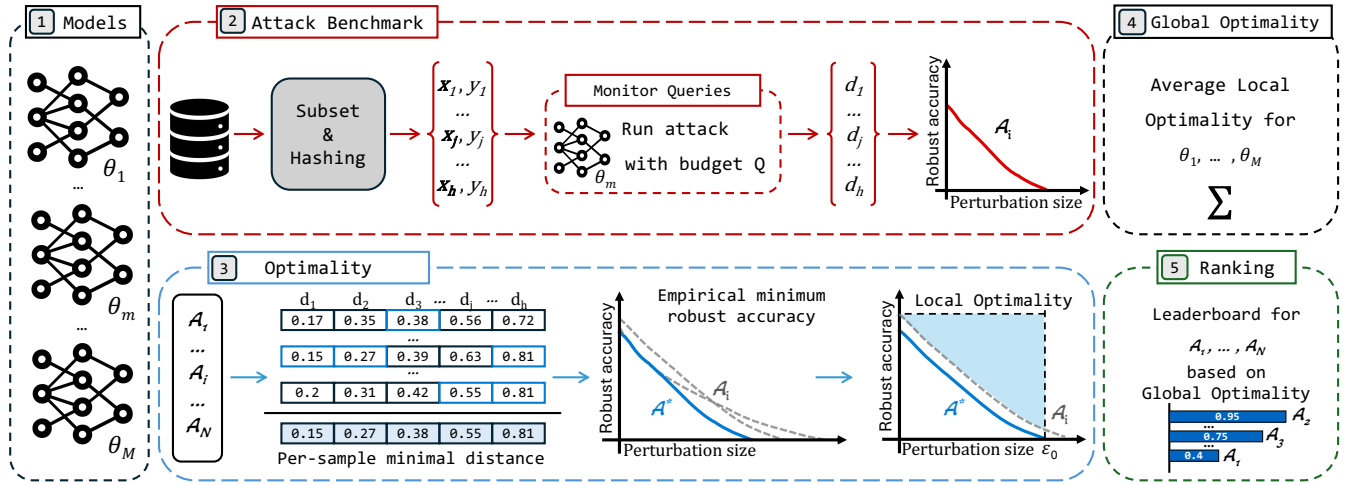 1 Models
θ1
...
θm
...
θM
2 Attack Benchmark
Subset
&
Hashing
x1, y1
...
xj, yj
...
xh, yh
Monitor Queries
Run attack
with budget Q
θm
d1
...
dj
...
dh
Robust accuracy
Ai
Perturbation size
3 Optimality
A1
...
Ai
...
AN
d1 d2 d3 ... dj ... dh
0.17 0.35 0.38 0.56 0.72
...
0.15 0.27 0.39 0.63 0.81
...
0.2 0.31 0.42 0.55 0.81
0.15 0.27 0.38 0.55 0.81
Per-sample minimal distance
Empirical minimum
robust accuracy
Robust accuracy
Ai
A*
Perturbation size
Local Optimality
Robust accuracy
A*
Ai
Perturbation size ε0
4 Global Optimality
Average Local
Optimality for
θ1, … , θM
Σ
5 Ranking
Leaderboard for
A1, … , AN
based on
Global Optimality
0.95 A2
...
0.75 A3
...
0.4 A1